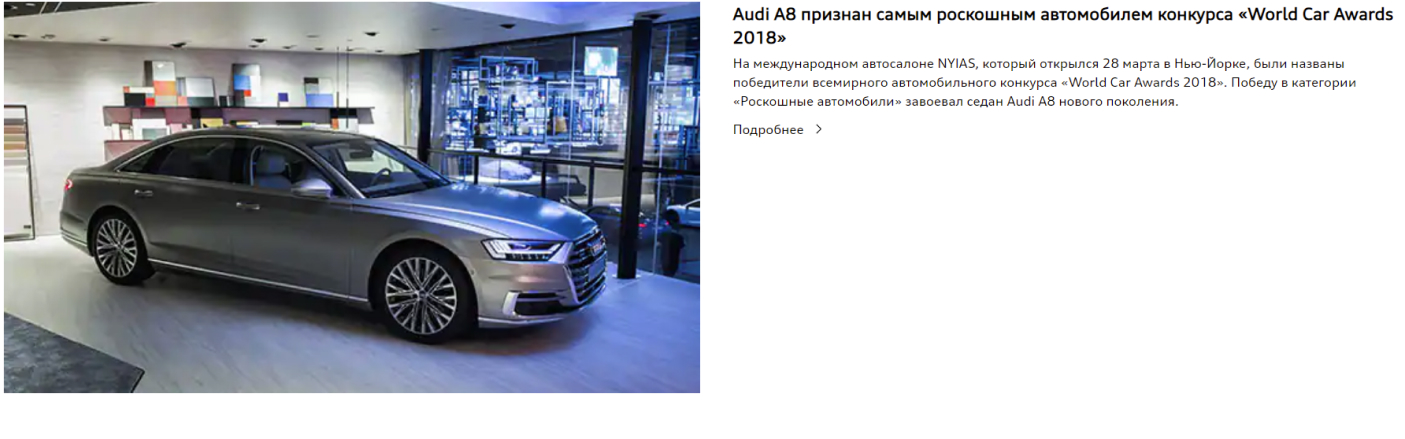 Audi A8 признан самым роскошным автомобилем конкурса «World Car Awards
2018»
На международном автосалоне NYIAS, который открылся 28 марта в Нью-Йорке, были названы
победители всемирного автомобильного конкурса «World Car Awards 2018». Победу в категории
«Роскошные автомобили» завоевал седан Audi A8 нового поколения.
Подробнее